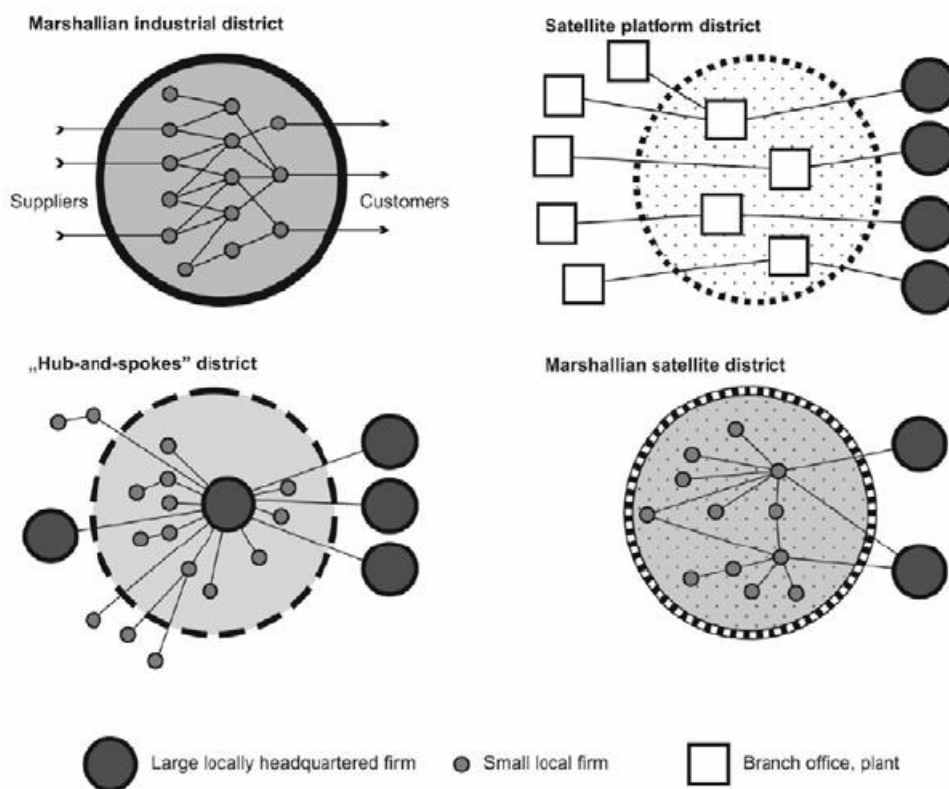 Marshallian industrial district
Satellite platform district
Suppliers
Customers
„Hub-and-spokes” district
Marshallian satellite district
Large locally headquartered firm
Small local firm
Branch office, plant